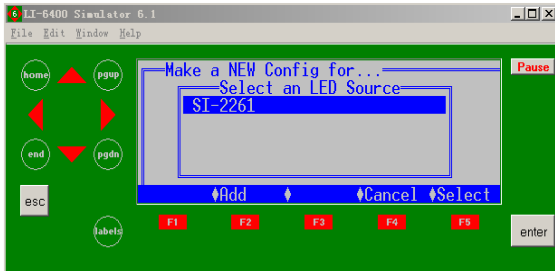 6 LI-6400 Simulator 6.1
File Edit Window Help
home pgup
Make a NEW Config for...
Pause
Select an LED Source
SI-2261
end pgdn
♦Add ♦ ♦Cancel ♦Select
esc
labels F1 F2 F3 F4 F5
enter